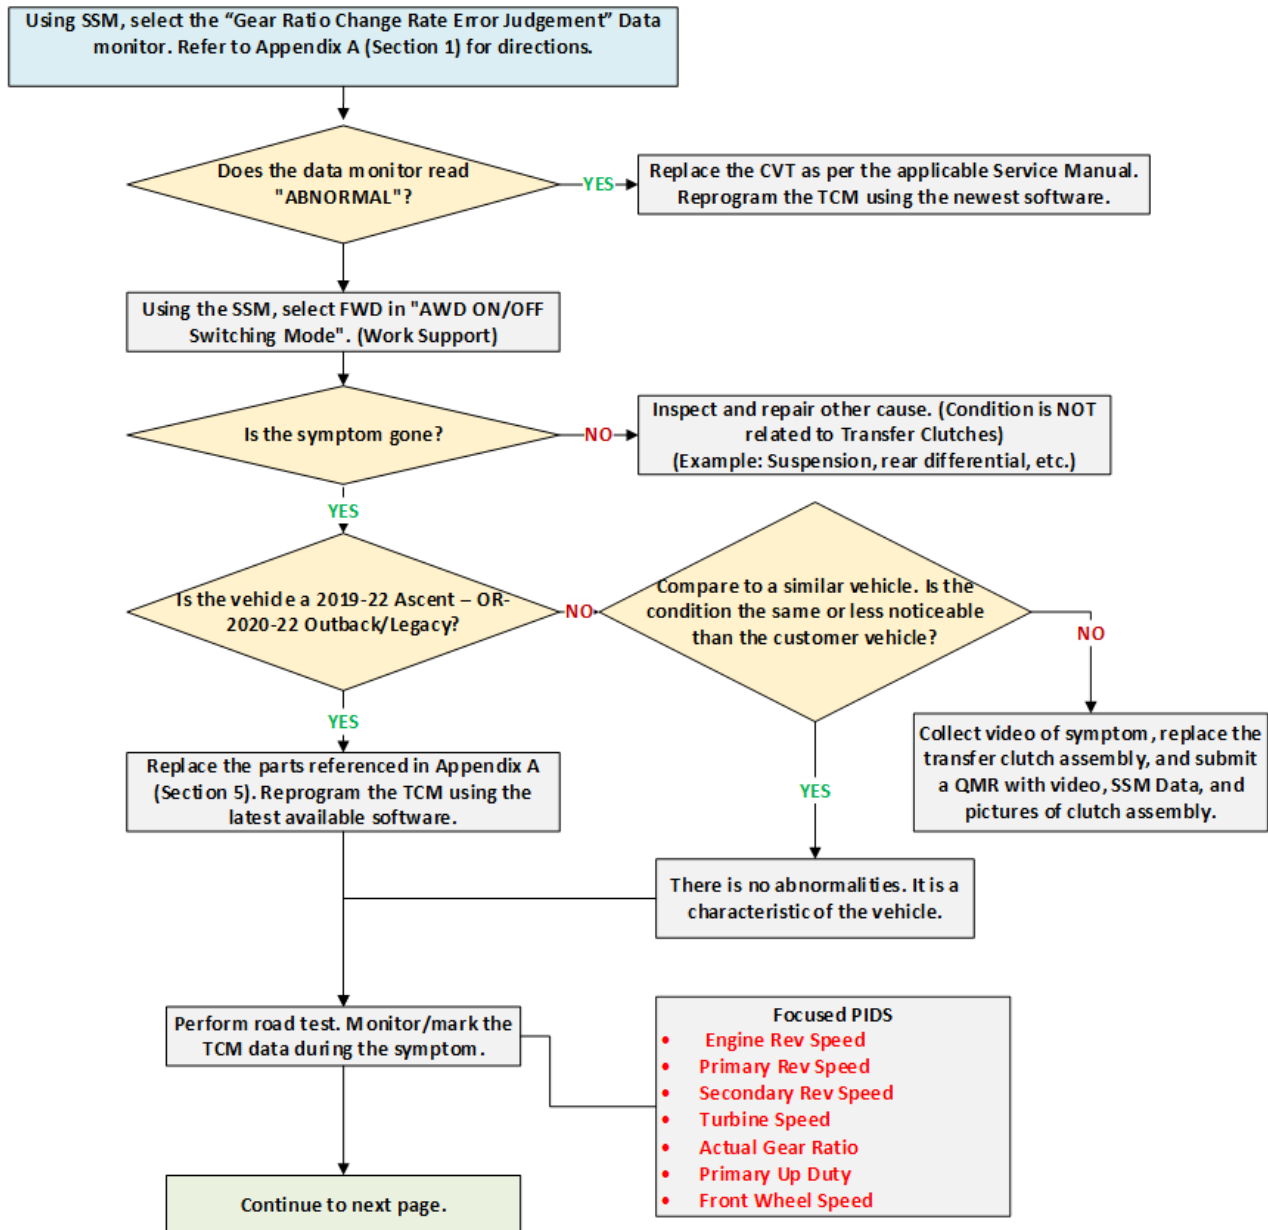 Using SSM, select the “Gear Ratio Change Rate Error Judgement” Data
monitor. Refer to Appendix A (Section 1) for directions.
Does the data monitor read
"ABNORMAL"?
YES
Replace the CVT as per the applicable Service Manual.
Reprogram the TCM using the newest software.
Using the SSM, select FWD in "AWD ON/OFF
Switching Mode". (Work Support)
Is the symptom gone?
NO
Inspect and repair other cause. (Condition is NOT
related to Transfer Clutches)
(Example: Suspension, rear differential, etc.)
YES
Is the vehicle a 2019-22 Ascent – OR-
2020-22 Outback/Legacy?
NO
Compare to a similar vehicle. Is the
condition the same or less noticeable
than the customer vehicle?
NO
Collect video of symptom, replace the
transfer clutch assembly, and submit
a QMR with video, SSM Data, and
pictures of clutch assembly.
YES
Replace the parts referenced in Appendix A
(Section 5). Reprogram the TCM using the
latest available software.
YES
There is no abnormalities. It is a
characteristic of the vehicle.
Perform road test. Monitor/mark the
TCM data during the symptom.
Focused PIDS
• Engine Rev Speed
• Primary Rev Speed
• Secondary Rev Speed
• Turbine Speed
• Actual Gear Ratio
• Primary Up Duty
• Front Wheel Speed
Continue to next page.